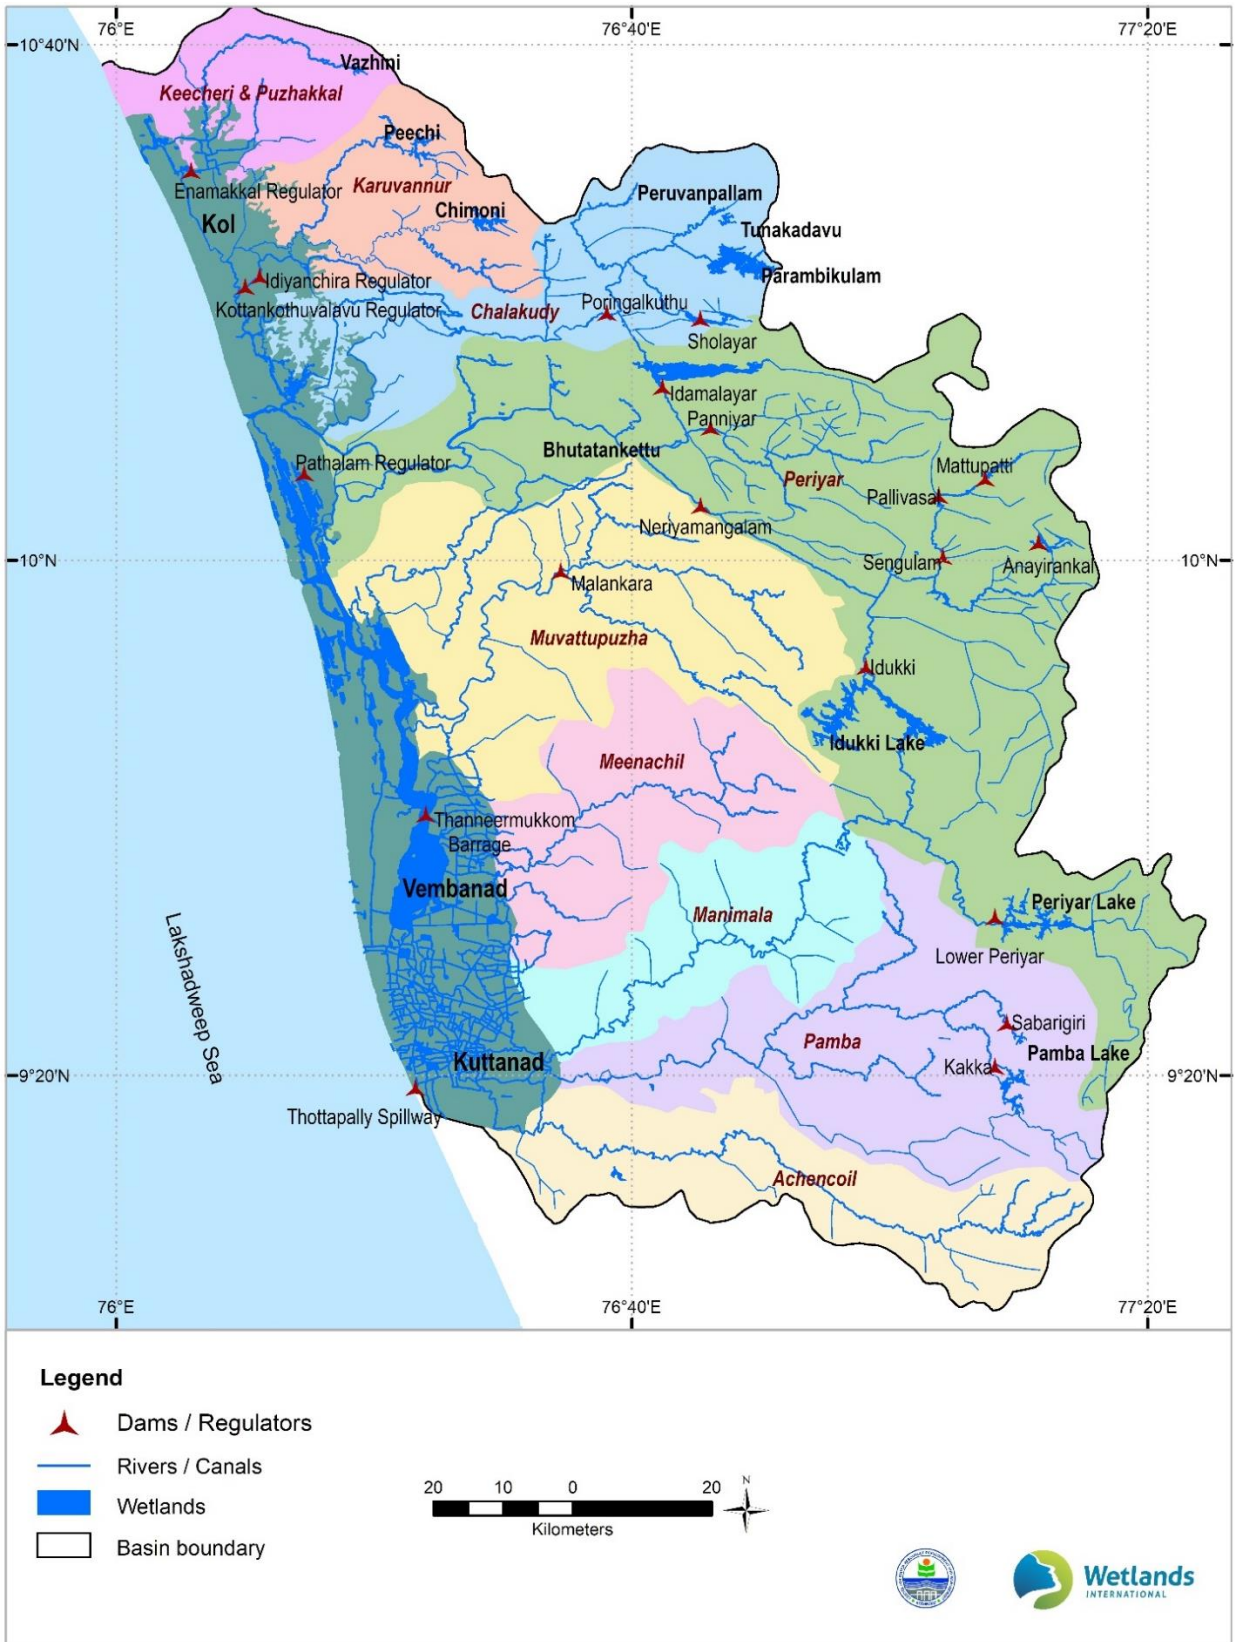 76°E
76°40'E
77°20'E
10°40'N
10°40'N
Vazhini
Keecheri & Puzhakkal
Peechi
Enamakkal Regulator
Karuvannur
Peruvanpallam
Kol
Chimoni
Tunakadavu
Idiyanchira Regulator
Parambikulam
Kottankothuvalavu Regulator
Chalakudy
Poringalkuthu
Sholayar
Idamalayar
Panniyar
Bhutatankettu
Pathalam Regulator
Periyar
Mattupatti
Pallivasal
Neriyamangalam
10°N
10°N
Sengulam
Anayirankal
Malankara
Muvattupuzha
Idukki
Idukki Lake
Meenachil
Thanneermukkom
Barrage
Vembanad
Manimala
Periyar Lake
Lakshadweep Sea
Lower Periyar
Sabarigiri
Pamba
Pamba Lake
Kuttanad
Kakka
9°20'N
9°20'N
Thottapally Spillway
Achencoil
76°E
76°40'E
77°20'E
Legend
Dams / Regulators
Rivers / Canals
Wetlands
Basin boundary
20 10 0 20
Kilometers
N
Wetlands
INTERNATIONAL